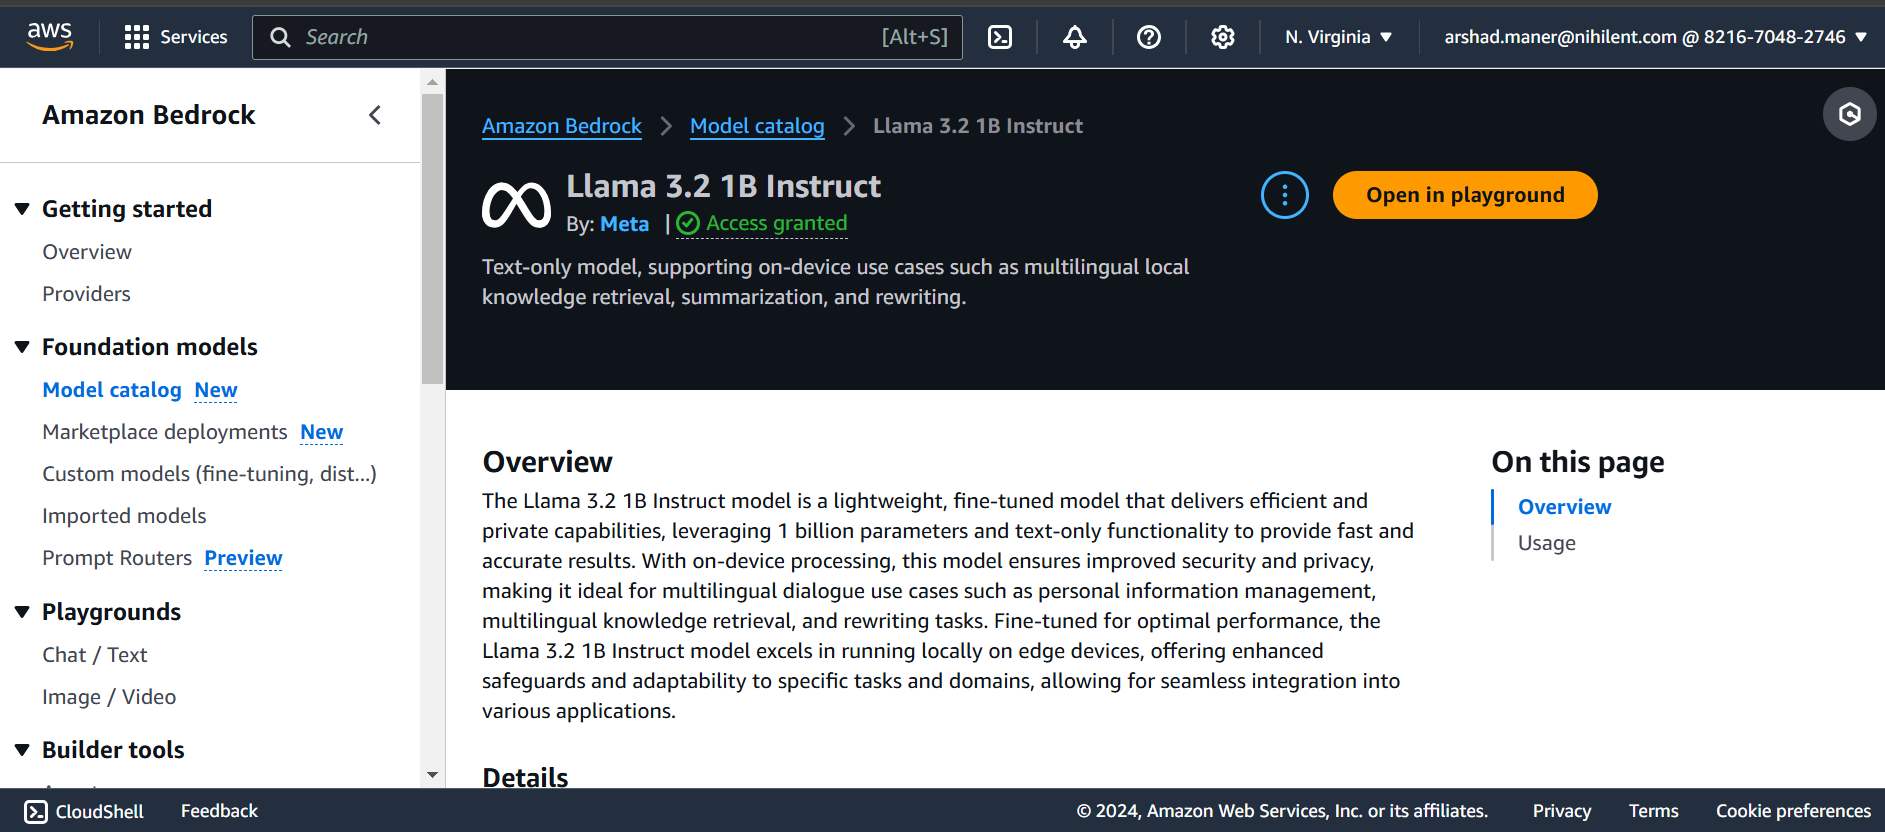 aws
Services
Search
[Alt+S]
N. Virginia
arshad.maner@nihilent.com @ 8216-7048-2746
Amazon Bedrock
Getting started
Overview
Providers
Foundation models
Model catalog New
Marketplace deployments New
Custom models (fine-tuning, dist...)
Imported models
Prompt Routers Preview
Playgrounds
Chat / Text
Image / Video
Builder tools
Amazon Bedrock > Model catalog > Llama 3.2 1B Instruct
Llama 3.2 1B Instruct
By: Meta | Access granted
Open in playground
Text-only model, supporting on-device use cases such as multilingual local
knowledge retrieval, summarization, and rewriting.
Overview
The Llama 3.2 1B Instruct model is a lightweight, fine-tuned model that delivers efficient and
private capabilities, leveraging 1 billion parameters and text-only functionality to provide fast and
accurate results. With on-device processing, this model ensures improved security and privacy,
making it ideal for multilingual dialogue use cases such as personal information management,
multilingual knowledge retrieval, and rewriting tasks. Fine-tuned for optimal performance, the
Llama 3.2 1B Instruct model excels in running locally on edge devices, offering enhanced
safeguards and adaptability to specific tasks and domains, allowing for seamless integration into
various applications.
Details
On this page
Overview
Usage
CloudShell
Feedback
© 2024, Amazon Web Services, Inc. or its affiliates.
Privacy
Terms
Cookie preferences